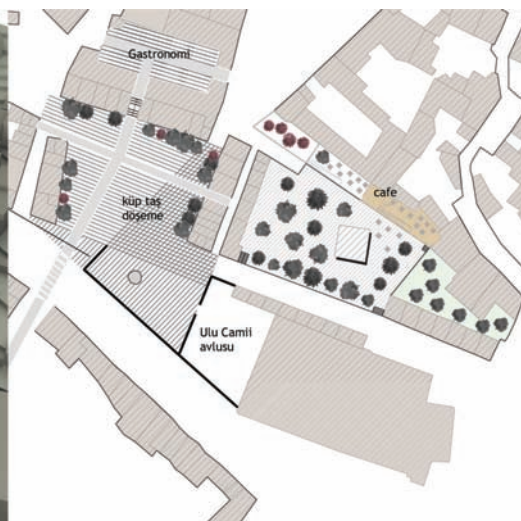 Gastronomi
küp taş
döşeme
cafe
Ulu Camii
avlusu